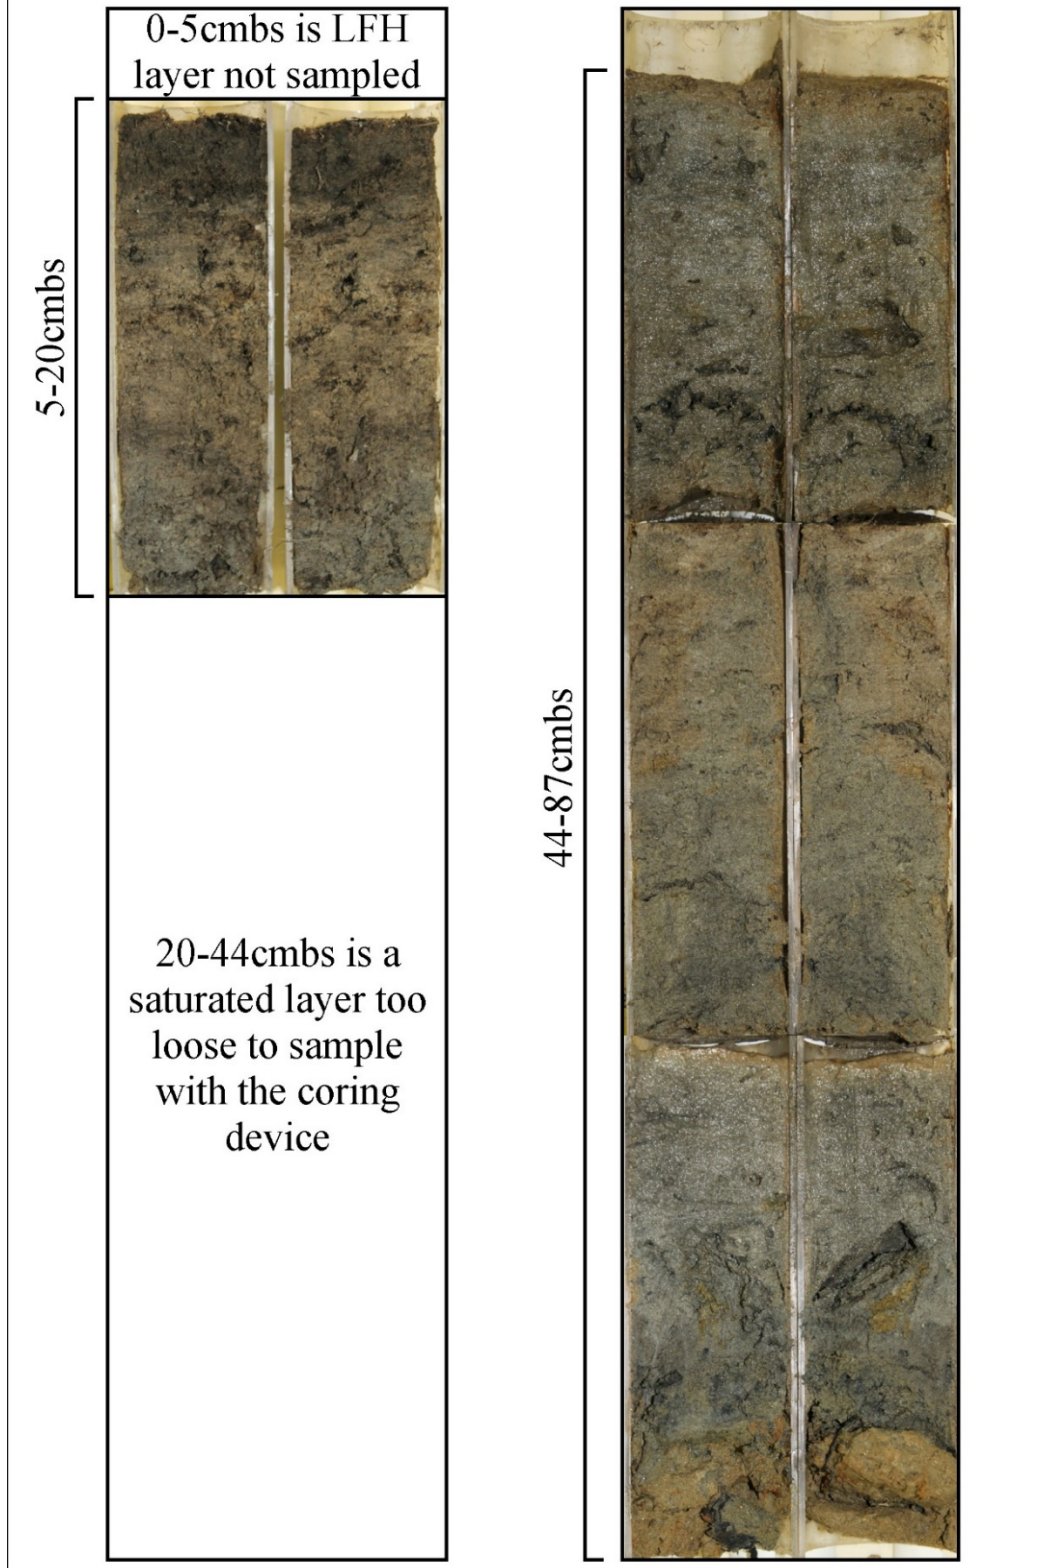 0-5cmbs is LFH
layer not sampled
5-20cmbs
20-44cmbs is a
saturated layer too
loose to sample
with the coring
device
44-87cmbs